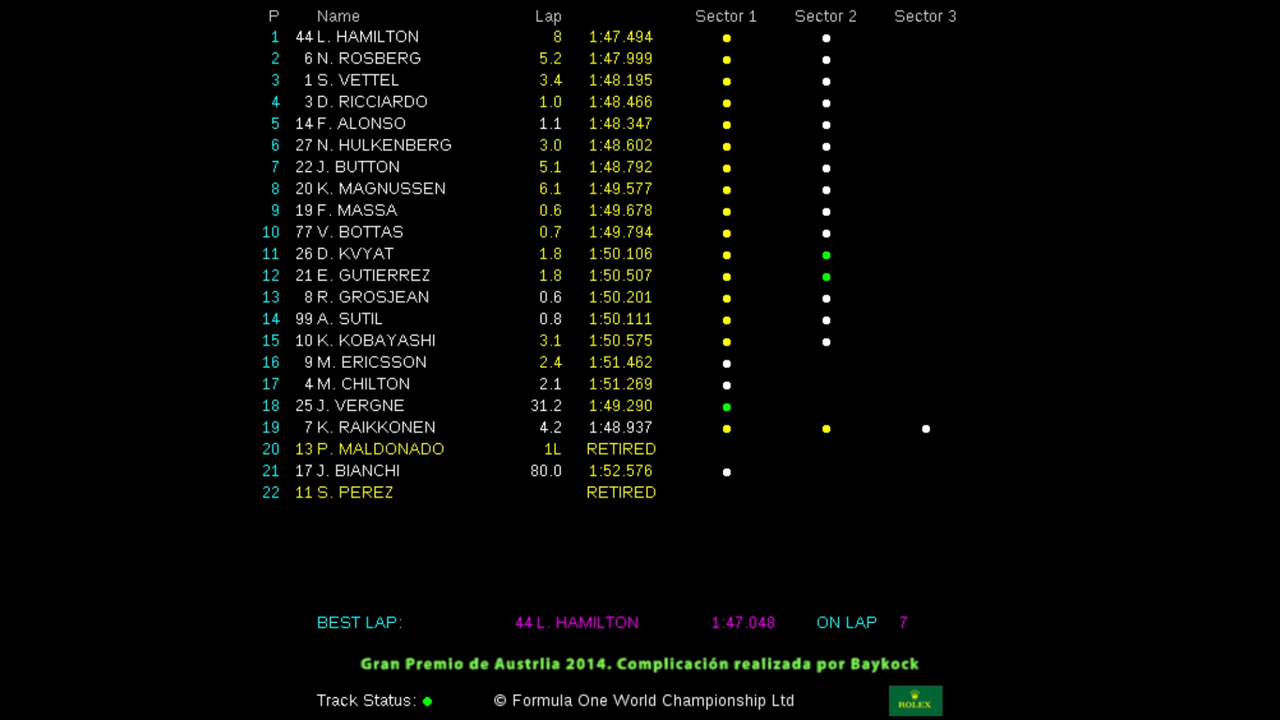 P Name Lap Sector 1 Sector 2 Sector 3
1 44 L. HAMILTON 8 1:47.494
2 6 N. ROSBERG 5.2 1:47.999
3 1 S. VETTEL 3.4 1:48.195
4 3 D. RICCIARDO 1.0 1:48.466
5 14 F. ALONSO 1.1 1:48.347
6 27 N. HULKENBERG 3.0 1:48.602
7 22 J. BUTTON 5.1 1:48.792
8 20 K. MAGNUSSEN 6.1 1:49.577
9 19 F. MASSA 0.6 1:49.678
10 77 V. BOTTAS 0.7 1:49.794
11 26 D. KVYAT 1.8 1:50.106
12 21 E. GUTIERREZ 1.8 1:50.507
13 8 R. GROSJEAN 0.6 1:50.201
14 99 A. SUTIL 0.8 1:50.111
15 10 K. KOBAYASHI 3.1 1:50.575
16 9 M. ERICSSON 2.4 1:51.462
17 4 M. CHILTON 2.1 1:51.269
18 25 J. VERGNE 31.2 1:49.290
19 7 K. RAIKKONEN 4.2 1:48.937
20 13 P. MALDONADO 1L RETIRED
21 17 J. BIANCHI 80.0 1:52.576
22 11 S. PEREZ RETIRED
BEST LAP: 44 L. HAMILTON 1:47.048 ON LAP 7
Gran Premio de Austrlia 2014. Complicación realizada por Baykock
Track Status: © Formula One World Championship Ltd ROLEX